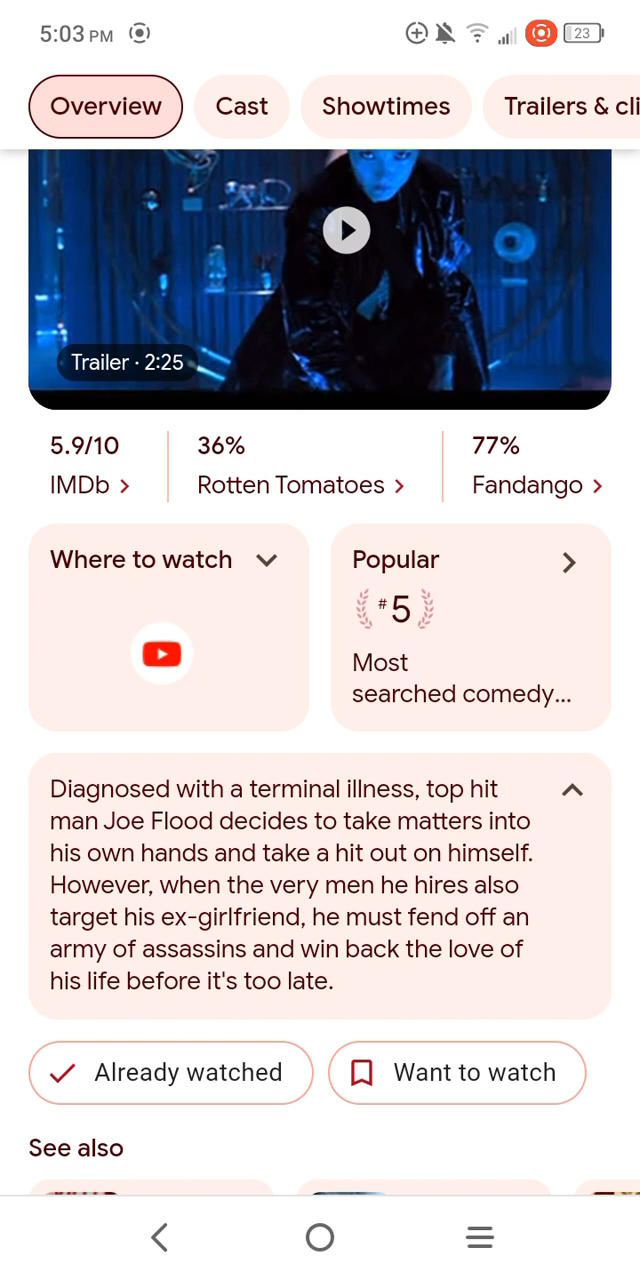 5:03 PM
23
Overview
Cast
Showtimes
Trailers & cli
Trailer · 2:25
5.9/10
IMDb
36%
Rotten Tomatoes
77%
Fandango
Where to watch
Popular
#5
Most
searched comedy...
Diagnosed with a terminal illness, top hit
man Joe Flood decides to take matters into
his own hands and take a hit out on himself.
However, when the very men he hires also
target his ex-girlfriend, he must fend off an
army of assassins and win back the love of
his life before it's too late.
Already watched
Want to watch
See also